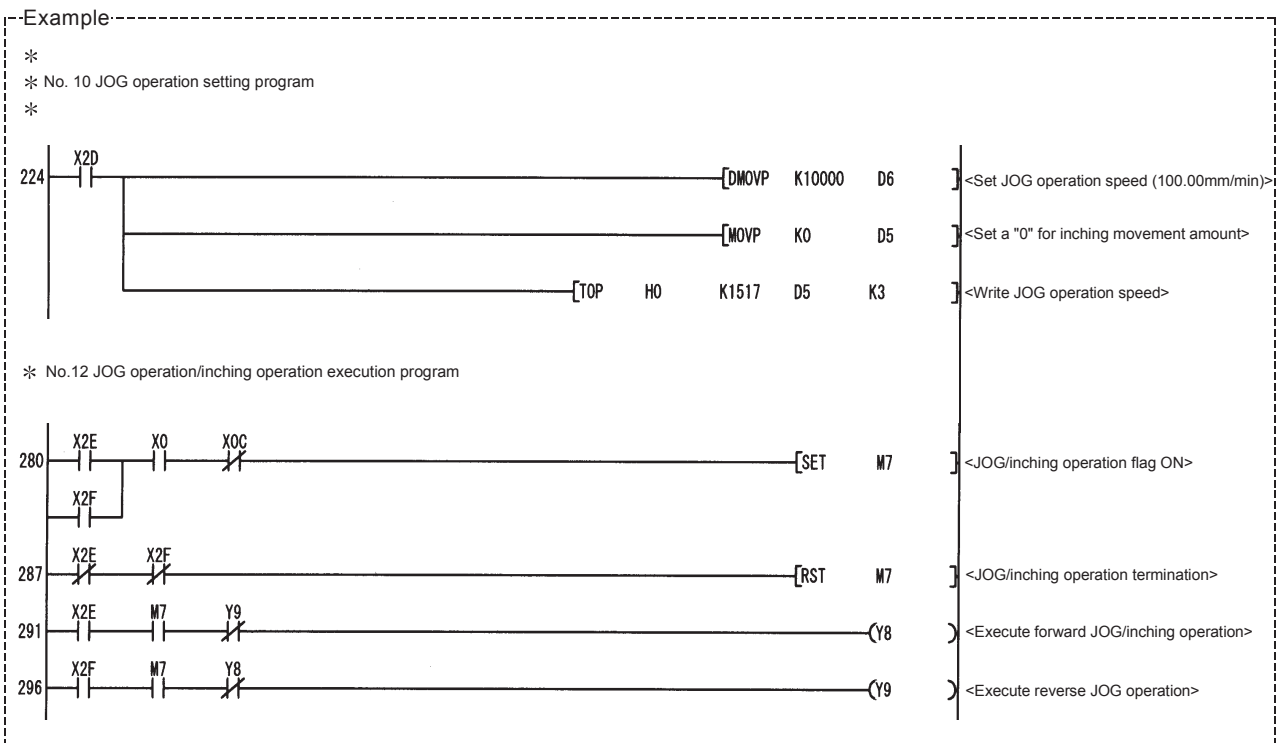 Example
*
* No. 10 JOG operation setting program
*
X2D
224 [DMOVP K10000 D6 ] <Set JOG operation speed (100.00mm/min)>
[MOVP K0 D5 ] <Set a "0" for inching movement amount>
[TOP H0 K1517 D5 K3 ] <Write JOG operation speed>
* No.12 JOG operation/inching operation execution program
X2E X0 X0C
280 [SET M7 ] <JOG/inching operation flag ON>
X2F
X2E X2F
287 [RST M7 ] <JOG/inching operation termination>
X2E M7 Y9
291 (Y8 ) <Execute forward JOG/inching operation>
X2F M7 Y8
296 (Y9 ) <Execute reverse JOG operation>